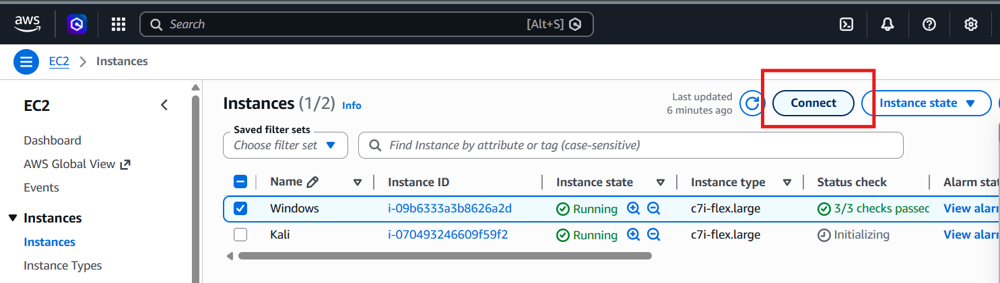 aws
Search [Alt+S]
EC2 > Instances
EC2
Dashboard
AWS Global View
Events
Instances
Instances
Instance Types
Instances (1/2) Info
Last updated
6 minutes ago
Connect
Instance state
Saved filter sets
Choose filter set
Find Instance by attribute or tag (case-sensitive)
Name Instance ID Instance state Instance type Status check Alarm stat
Windows i-09b6333a3b8626a2d Running c7i-flex.large 3/3 checks passed View alar
Kali i-070493246609f59f2 Running c7i-flex.large Initializing View alar